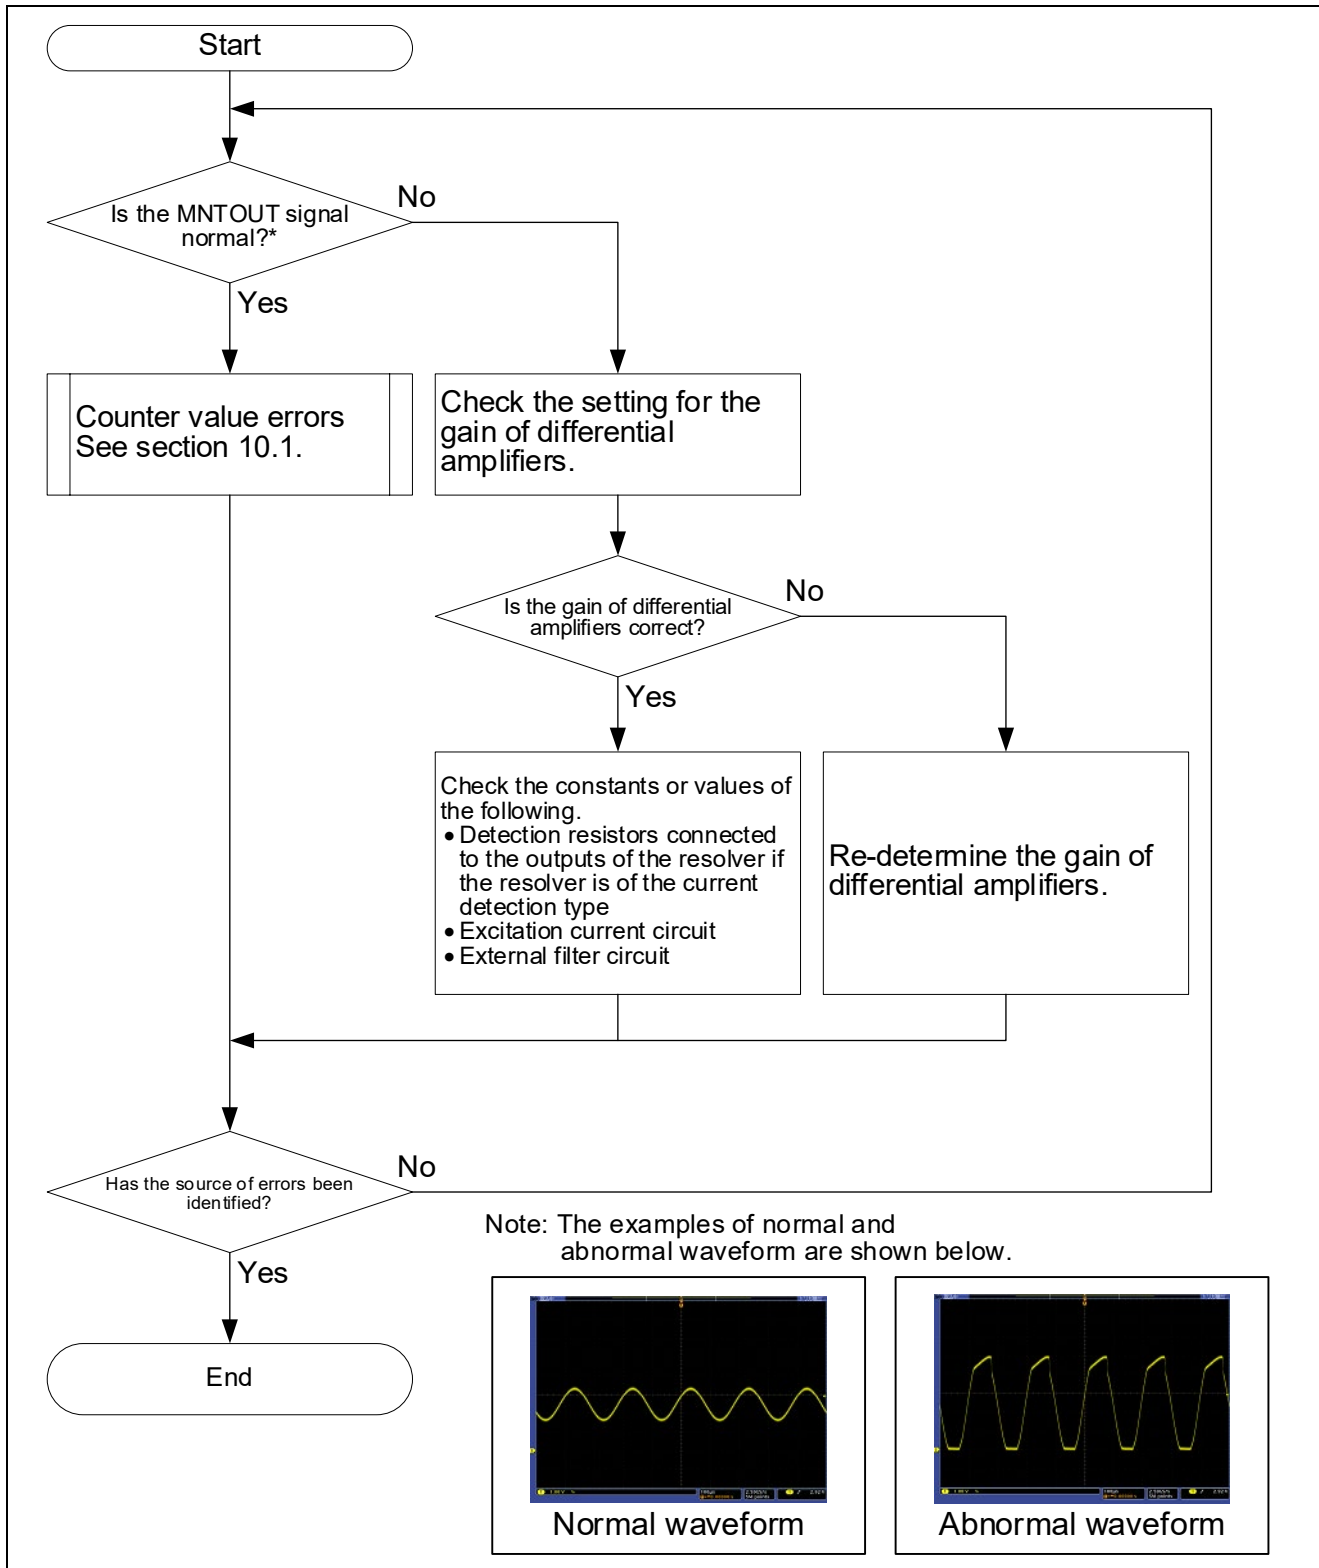 Start
Is the MNTOUT signal
normal?*
No
Yes
Counter value errors
See section 10.1.
Check the setting for the
gain of differential
amplifiers.
Is the gain of differential
amplifiers correct?
No
Yes
Check the constants or values of
the following.
• Detection resistors connected
to the outputs of the resolver if
the resolver is of the current
detection type
• Excitation current circuit
• External filter circuit
Re-determine the gain of
differential amplifiers.
Has the source of errors been
identified?
No
Yes
End
Note: The examples of normal and
abnormal waveform are shown below.
Normal waveform
Abnormal waveform